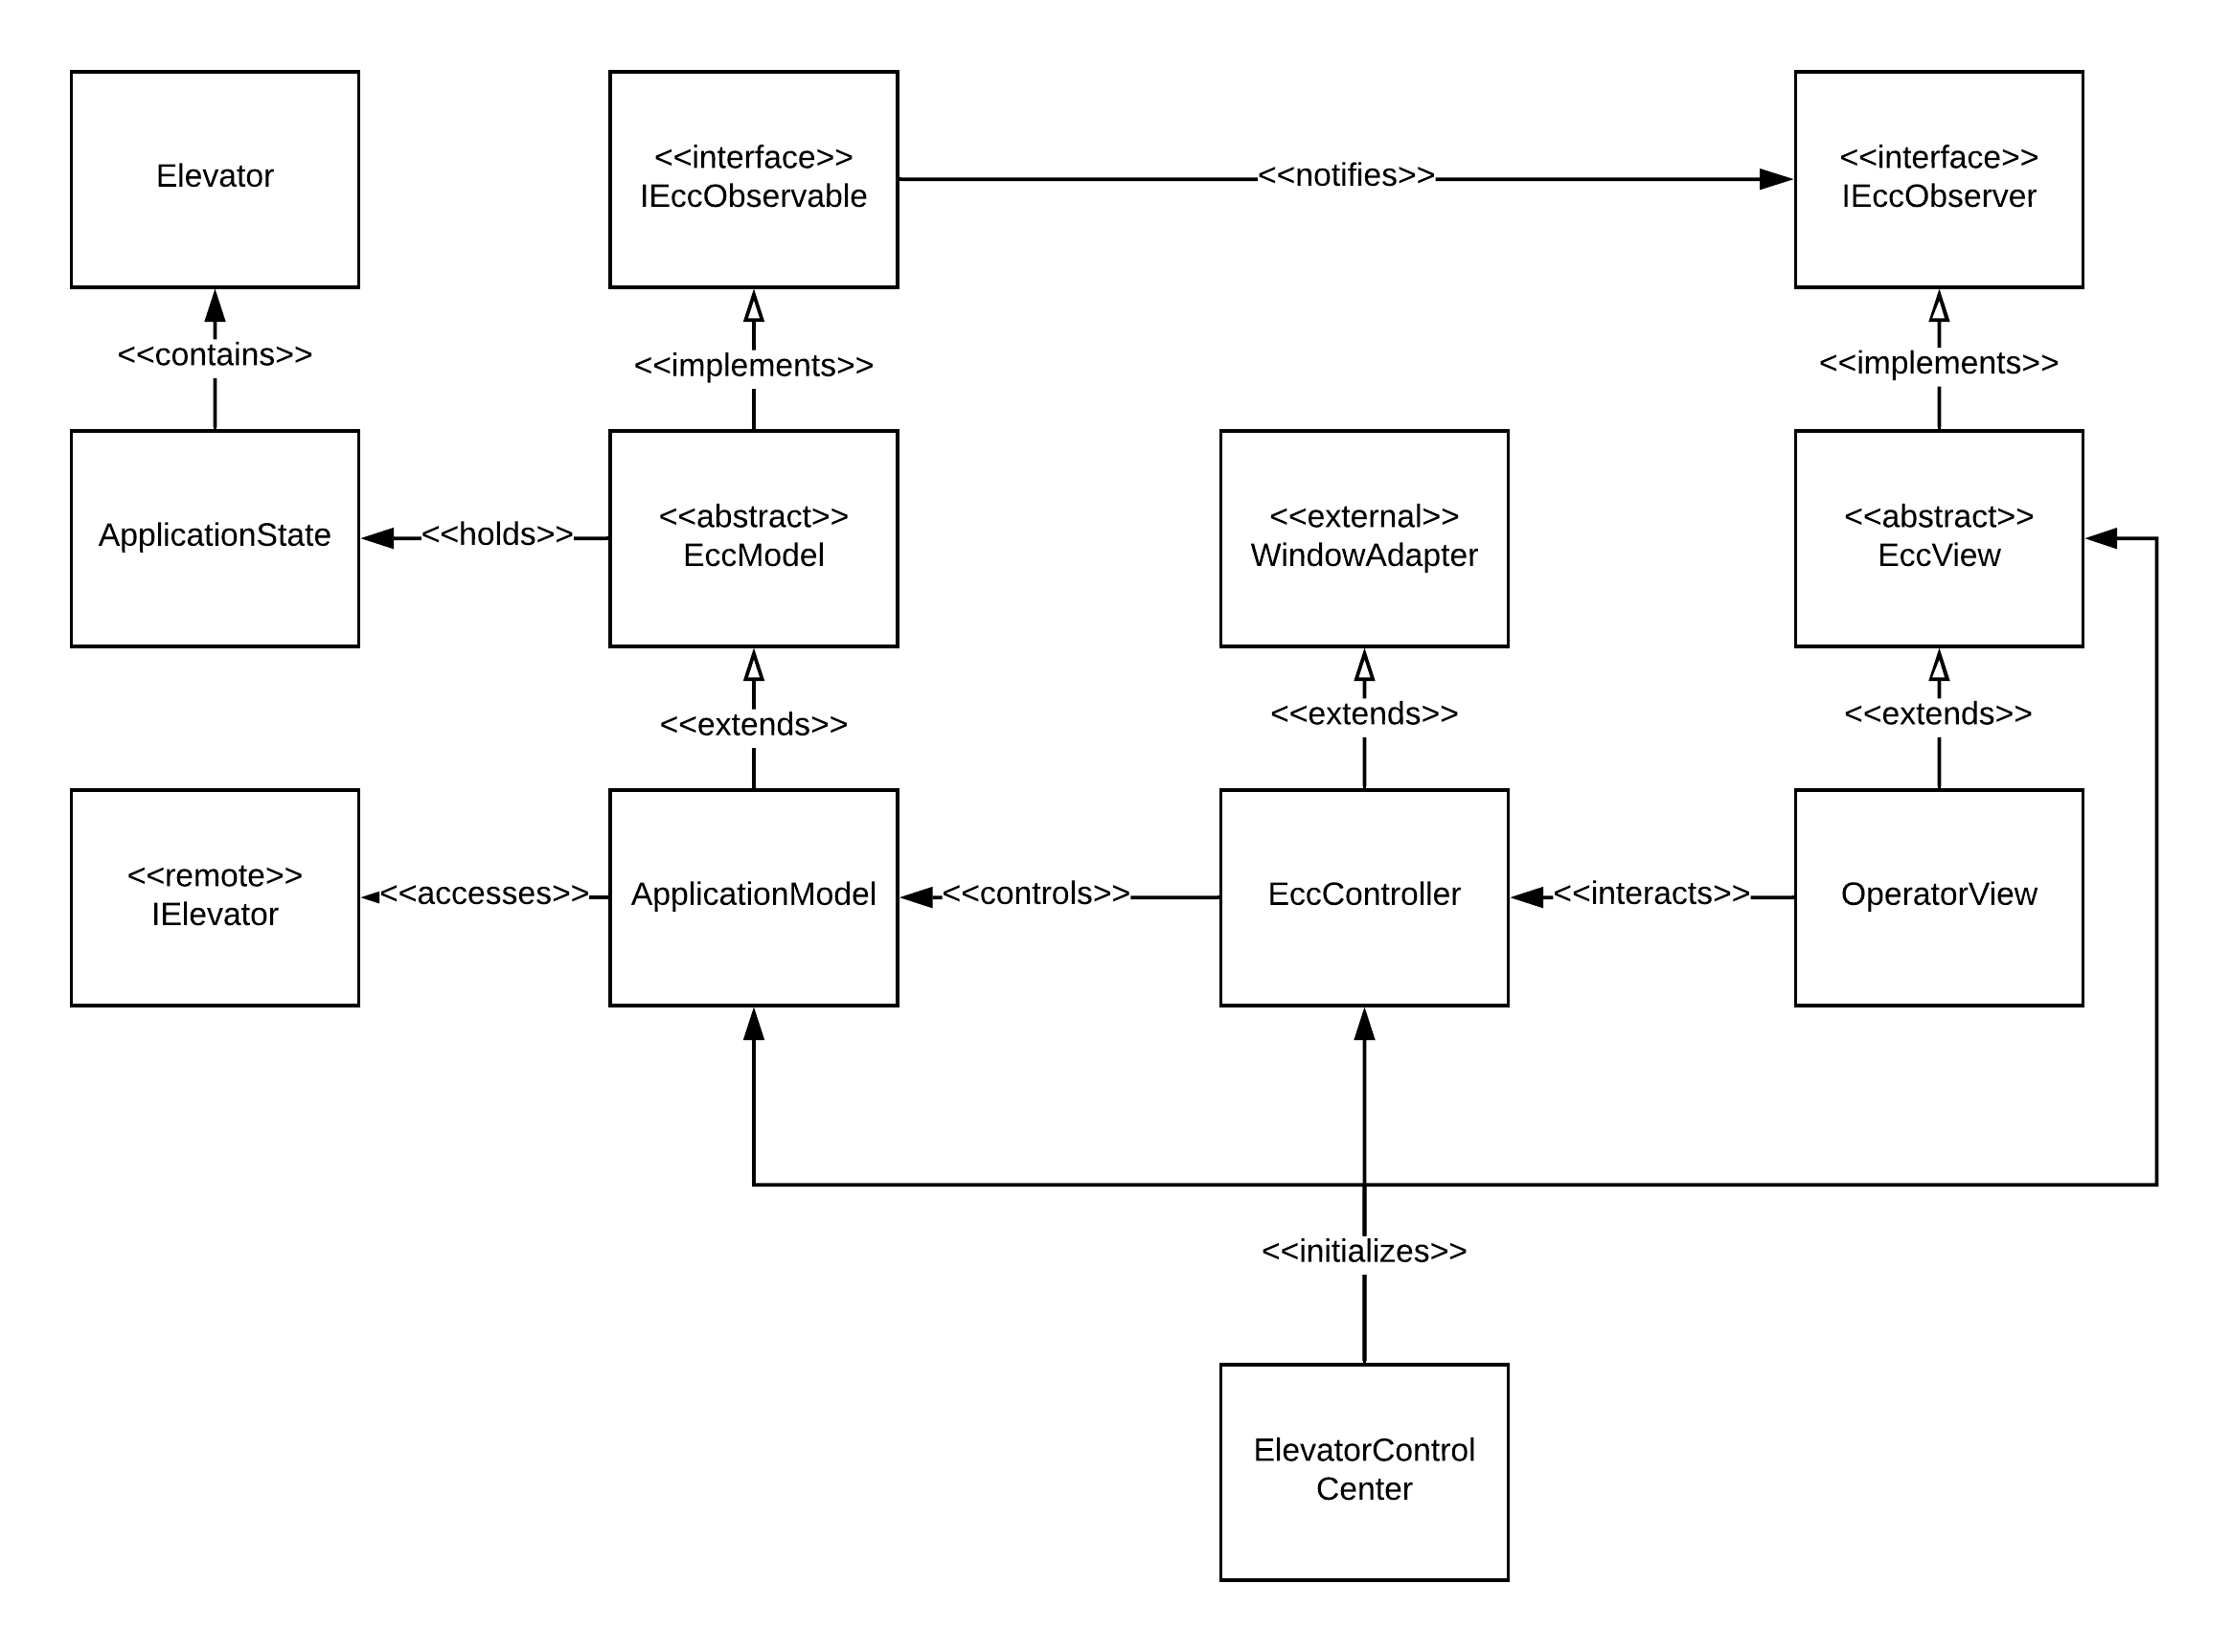 Elevator
<<interface>>
IEccObservable
<<notifies>>
<<interface>>
IEccObserver
<<contains>>
<<implements>>
<<implements>>
ApplicationState
<<holds>>
<<abstract>>
EccModel
<<external>>
WindowAdapter
<<abstract>>
EccView
<<extends>>
<<extends>>
<<extends>>
<<remote>>
IElevator
<<accesses>>
ApplicationModel
<<controls>>
EccController
<<interacts>>
OperatorView
<<initializes>>
ElevatorControl
Center